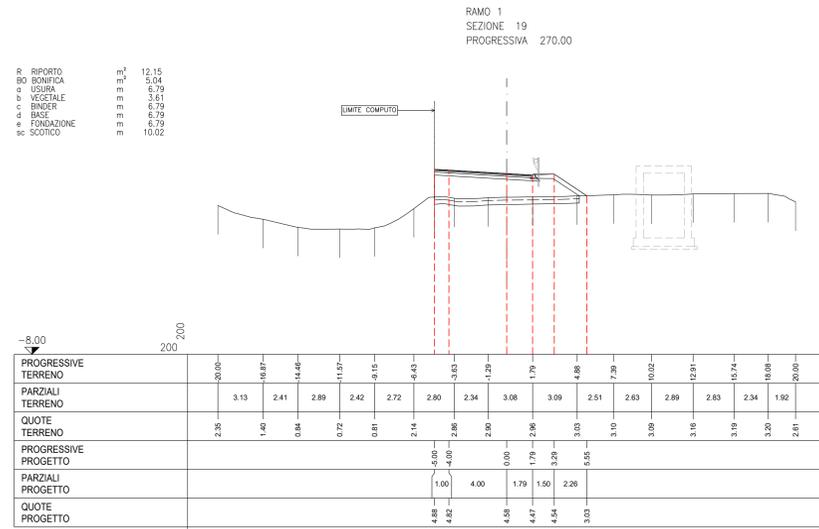 RAMO 1
SEZIONE 19
PROGRESSIVA 270.00
R RIPORTO m² 12.15
BO BONIFICA m² 5.04
a USURA m 6.79
b VEGETALE m 3.61
c BINDER m 6.79
d BASE m 6.79
e FONDAZIONE m 6.79
sc SCOTICO m 10.02
LIMITE COMPUTO
-8.00
200
200
PROGRESSIVE TERRENO -20.00 -16.87 -14.46 -11.57 -9.15 -6.43 -3.63 -1.29 1.79 4.88 7.39 10.02 12.91 15.74 18.08 20.00
PARZIALI TERRENO 3.13 2.41 2.89 2.42 2.72 2.80 2.34 3.08 3.09 2.51 2.63 2.89 2.83 2.34 1.92
QUOTE TERRENO 2.35 1.40 0.84 0.72 0.81 2.14 2.86 2.90 2.96 3.03 3.10 3.09 3.16 3.19 3.20 2.61
PROGRESSIVE PROGETTO -5.00 -4.00 0.00 1.79 3.29 5.55
PARZIALI PROGETTO 1.00 4.00 1.79 1.50 2.26
QUOTE PROGETTO 4.88 4.82 4.58 4.47 4.54 3.03